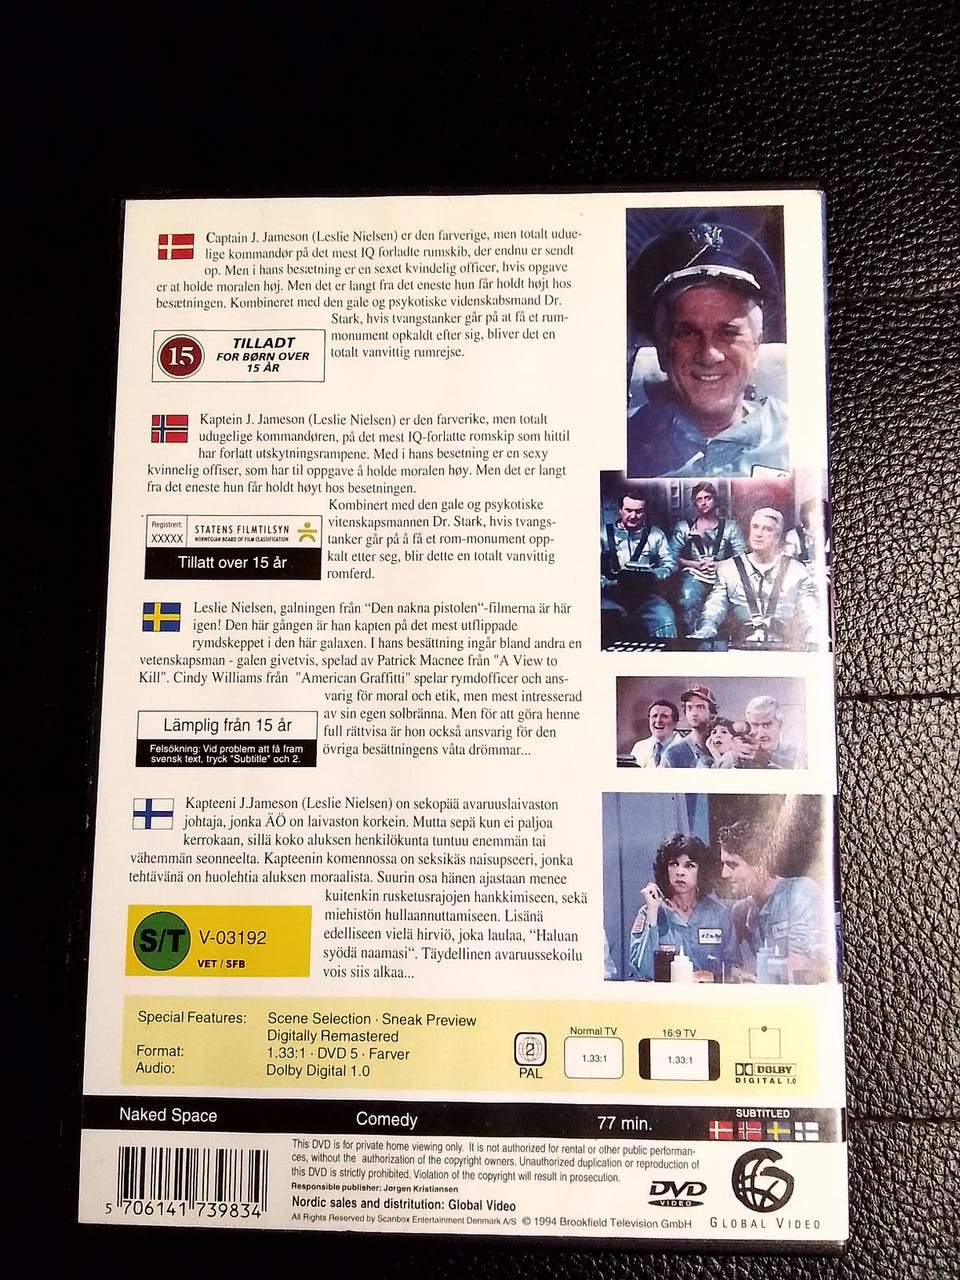 Captain J. Jameson (Leslie Nielsen) er den farverige, men totalt udue-
lige kommandør på det mest IQ forladte rumskib, der endnu er sendt
op. Men i hans besætning er en sexet kvindelig officer, hvis opgave
er at holde moralen høj. Men det er langt fra det eneste hun får holdt højt hos
besætningen. Kombineret med den gale og psykotiske videnskabsmand Dr.
Stark, hvis tvangstanker går på at få et rum-
monument opkaldt efter sig, bliver det en
totalt vanvittig rumrejse.
15
TILLADT
FOR BØRN OVER
15 ÅR
Kaptein J. Jameson (Leslie Nielsen) er den farverike, men totalt
udugelige kommandøren, på det mest IQ-forlatte romskip som hittil
har forlatt utskytningsrampene. Med i hans besetning er en sexy
kvinnelig offiser, som har til oppgave å holde moralen høy. Men det er langt
fra det eneste hun får holdt høyt hos besetningen.
Kombinert med den gale og psykotiske
vitenskapsmannen Dr. Stark, hvis tvangs-
tanker går på å få et rom-monument opp-
kalt etter seg, blir dette en totalt vanvittig
romferd.
Registrert:
XXXXX
STATENS FILMTILSYN
NORWEGIAN BOARD OF FILM CLASSIFICATION
Tillatt over 15 år
Leslie Nielsen, galningen från "Den nakna pistolen"-filmerna är här
igen! Den här gången är han kapten på det mest utflippade
rymdskeppet i den här galaxen. I hans besättning ingår bland andra en
vetenskapsman - galen givetvis, spelad av Patrick Macnee från "A View to
Kill". Cindy Williams från "American Graffitti" spelar rymdofficer och ans-
varig för moral och etik, men mest intresserad
av sin egen solbränna. Men för att göra henne
full rättvisa är hon också ansvarig för den
övriga besättningens våta drömmar...
Lämplig från 15 år
Felsökning: Vid problem att få fram
svensk text, tryck "Subtitle" och 2.
Kapteeni J.Jameson (Leslie Nielsen) on sekopää avaruuslaivaston
johtaja, jonka ÄO on laivaston korkein. Mutta sepä kun ei paljoa
kerrokaan, sillä koko aluksen henkilökunta tuntuu enemmän tai
vähemmän seonneelta. Kapteenin komennossa on seksikäs naisupseeri, jonka
tehtävänä on huolehtia aluksen moraalista. Suurin osa hänen ajastaan menee
kuitenkin rusketusrajojen hankkimiseen, sekä
miehistön hullaannuttamiseen. Lisänä
edelliseen vielä hirviö, joka laulaa, "Haluan
syödä naamasi". Täydellinen avaruussekoilu
vois siis alkaa...
S/T V-03192
VET / SFB
Special Features: Scene Selection · Sneak Preview
Digitally Remastered
Format: 1.33:1 · DVD 5 · Farver
Audio: Dolby Digital 1.0
2
PAL
Normal TV
1.33:1
16:9 TV
1.33:1
DOLBY
DIGITAL 1.0
Naked Space Comedy 77 min.
SUBTITLED
5 706141 739834
This DVD is for private home viewing only. It is not authorized for rental or other public performan-
ces, without the authorization of the copyright owners. Unauthorized duplication or reproduction of
this DVD is strictly prohibited. Violation of the copyright will result in prosecution.
Responsible publisher: Jørgen Kristiansen
Nordic sales and distribution: Global Video
All Rights Reserved by Scanbox Entertainment Denmark A/S © 1994 Brookfield Television GmbH
DVD
VIDEO
GLOBAL VIDEO